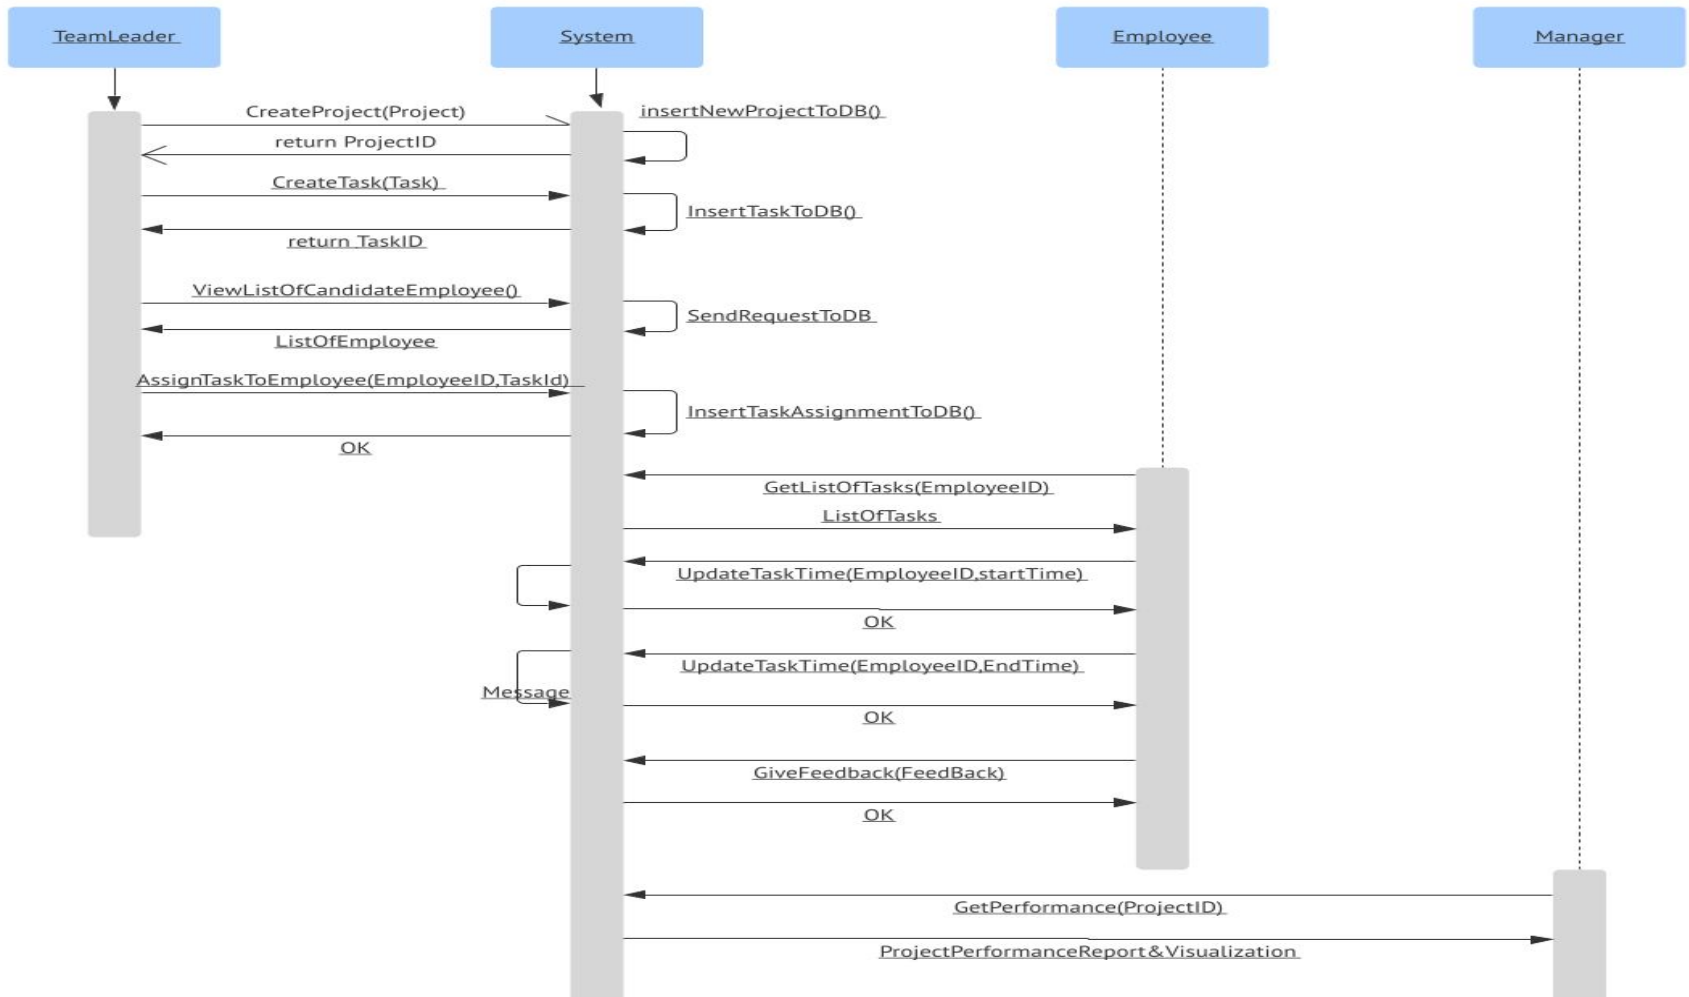 TeamLeader
System
Employee
Manager
CreateProject(Project)
insertNewProjectToDB()
return ProjectID
CreateTask(Task)
InsertTaskToDB()
return TaskID
ViewListOfCandidateEmployee()
SendRequestToDB
ListOfEmployee
AssignTaskToEmployee(EmployeeID,TaskId)
InsertTaskAssignmentToDB()
OK
GetListOfTasks(EmployeeID)
ListOfTasks
UpdateTaskTime(EmployeeID,startTime)
OK
UpdateTaskTime(EmployeeID,EndTime)
Message
OK
GiveFeedback(FeedBack)
OK
GetPerformance(ProjectID)
ProjectPerformanceReport&Visualization